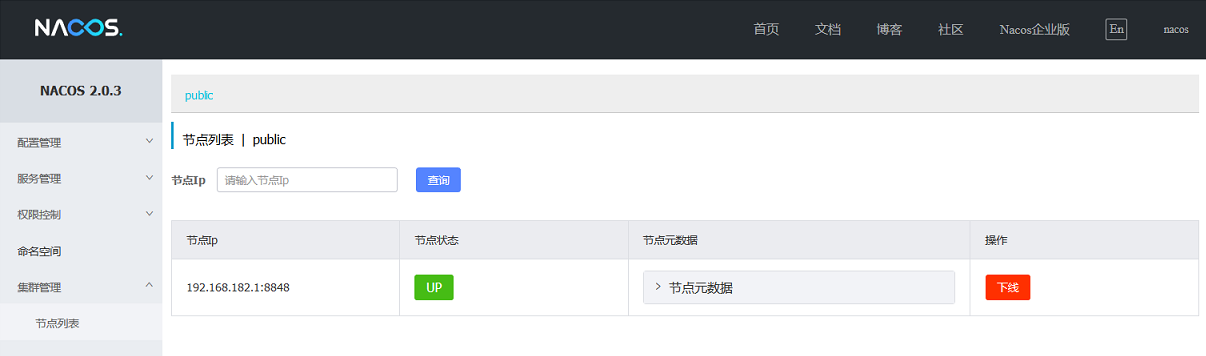 NACOS.
首页 文档 博客 社区 Nacos企业版 En nacos
NACOS 2.0.3
配置管理
服务管理
权限控制
命名空间
集群管理
节点列表
public
节点列表 | public
节点Ip 请输入节点Ip 查询
节点Ip 节点状态 节点元数据 操作
192.168.182.1:8848 UP 节点元数据 下线